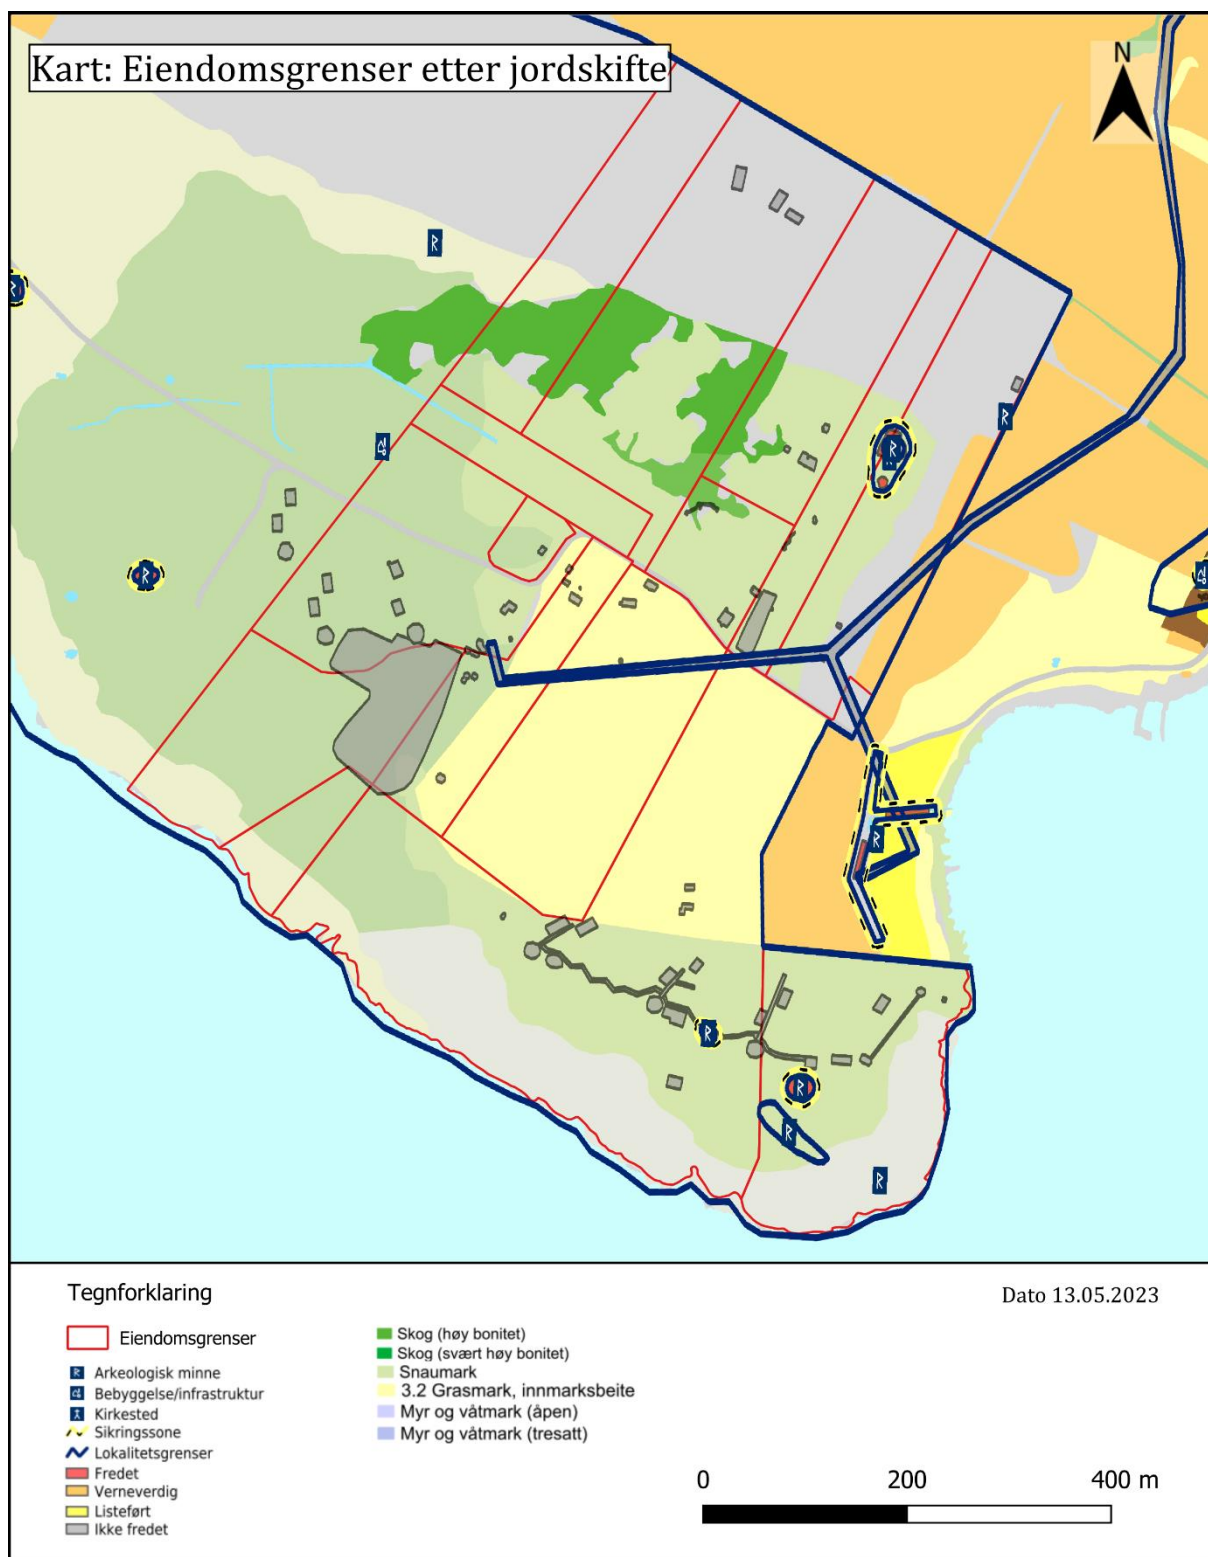 Kart: Eiendomsgrenser etter jordskifte
N
Tegnforklaring
Dato 13.05.2023
Eiendomsgrenser
Arkeologisk minne
Bebyggelse/infrastruktur
Kirkested
Sikringssone
Lokalitetsgrenser
Fredet
Verneverdig
Listeført
Ikke fredet
Skog (høy bonitet)
Skog (svært høy bonitet)
Snaumark
3.2 Grasmark, innmarksbeite
Myr og våtmark (åpen)
Myr og våtmark (tresatt)
0 200 400 m